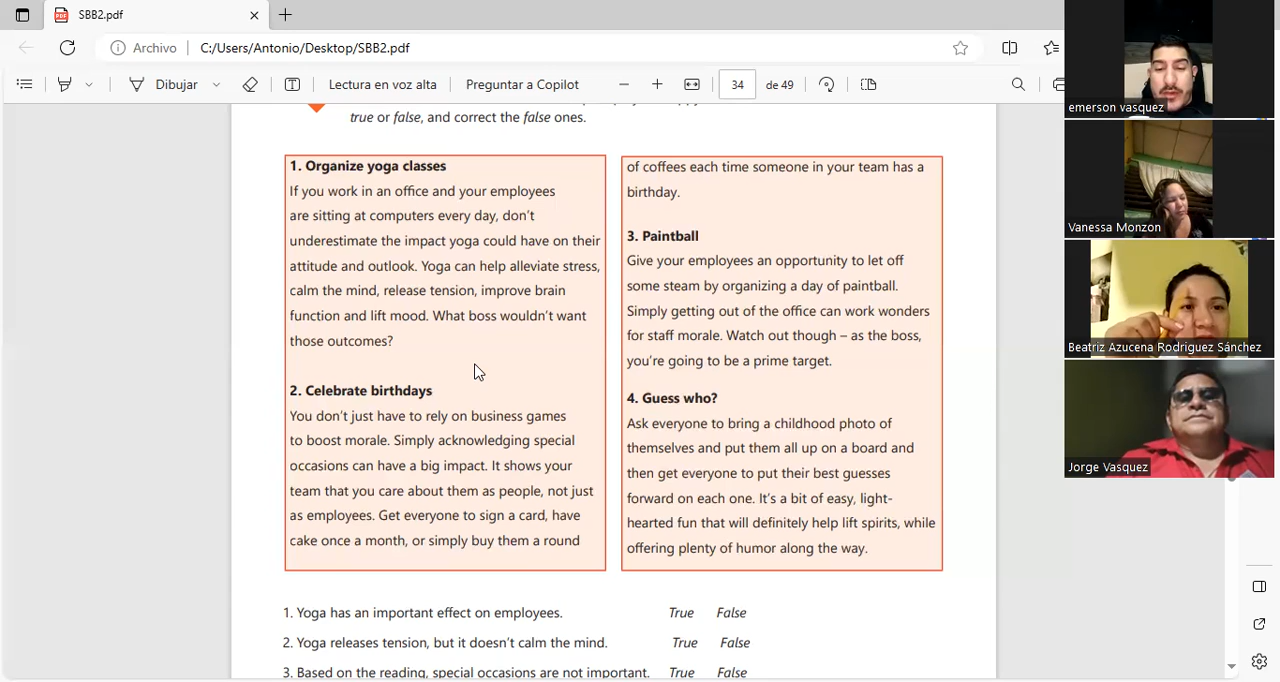 SBB2.pdf
Archivo
C:/Users/Antonio/Desktop/SBB2.pdf
Dibujar
Lectura en voz alta
Preguntar a Copilot
34
de 49
true or false, and correct the false ones.
1. Organize yoga classes
If you work in an office and your employees
are sitting at computers every day, don't
underestimate the impact yoga could have on their
attitude and outlook. Yoga can help alleviate stress,
calm the mind, release tension, improve brain
function and lift mood. What boss wouldn't want
those outcomes?
2. Celebrate birthdays
You don't just have to rely on business games
to boost morale. Simply acknowledging special
occasions can have a big impact. It shows your
team that you care about them as people, not just
as employees. Get everyone to sign a card, have
cake once a month, or simply buy them a round
of coffees each time someone in your team has a
birthday.
3. Paintball
Give your employees an opportunity to let off
some steam by organizing a day of paintball.
Simply getting out of the office can work wonders
for staff morale. Watch out though – as the boss,
you're going to be a prime target.
4. Guess who?
Ask everyone to bring a childhood photo of
themselves and put them all up on a board and
then get everyone to put their best guesses
forward on each one. It's a bit of easy, light-
hearted fun that will definitely help lift spirits, while
offering plenty of humor along the way.
1. Yoga has an important effect on employees. True False
2. Yoga releases tension, but it doesn't calm the mind. True False
3. Based on the reading, special occasions are not important. True False
emerson vasquez
Vanessa Monzon
Beatriz Azucena Rodriguez Sánchez
Jorge Vasquez